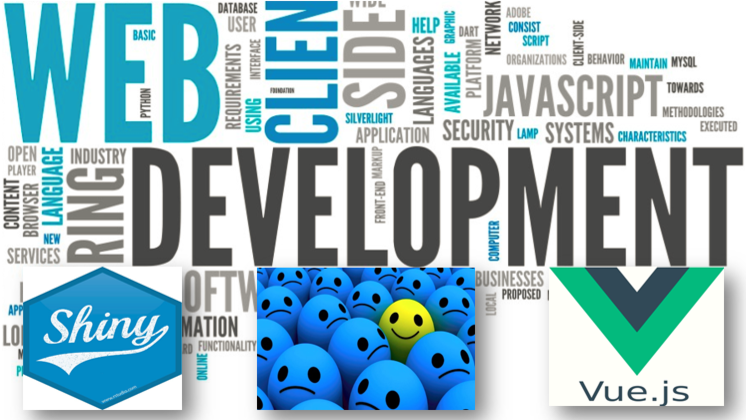 WEB
BASIC
PYTHON
DATABASE
USER
REQUIREMENTS
INTERFACE
USING
FOUNDATION
CLIEN
WIDE
SIDE
SILVERLIGHT
APPLICATION
HELP
LANGUAGES
GRAPHIC
AVAILABLE
DART
PLATFORM
NETWORK
ADOBE
CONSIST
SCRIPT
ORGANIZATIONS
CLIENT-SIDE
BEHAVIOR
MAINTAIN
MYSQL
JAVASCRIPT
TOWARDS
METHODOLOGIES
SECURITY
LAMP
SYSTEMS
CHARACTERISTICS
EXECUTED
OPEN
PLAYER
CONTENT
BROWSER
LANGUAGE
NEW
SERVICES
INDUSTRY
RING
DEVELOPMENT
FRONT-END
MARKUP
COMPUTER
BUSINESSES
LOCAL
PROPOSED
SOFTW
MATION
FUNCTIONALITY
ONLINE
Shiny
Vue.js